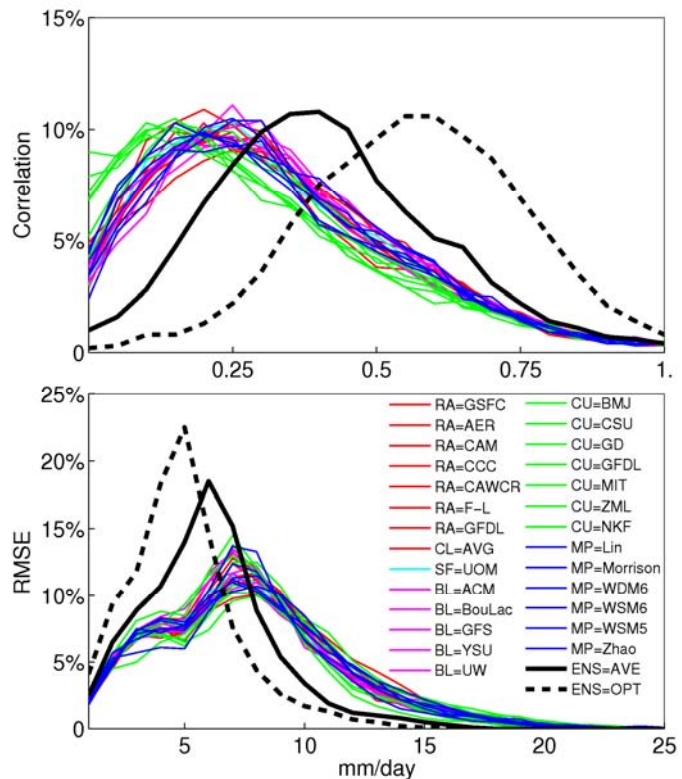 15%
10%
5%
0
Correlation
0.25
0.5
0.75
1.
25%
20%
15%
10%
5%
0
RMSE
RA=GSFC
RA=AER
RA=CAM
RA=CCC
RA=CAWCR
RA=F-L
RA=GFDL
CL=AVG
SF=UOM
BL=ACM
BL=BouLac
BL=GFS
BL=YSU
BL=UW
CU=BMJ
CU=CSU
CU=GD
CU=GFDL
CU=MIT
CU=ZML
CU=NKF
MP=Lin
MP=Morrison
MP=WDM6
MP=WSM6
MP=WSM5
MP=Zhao
ENS=AVE
ENS=OPT
5
10
15
20
25
mm/day